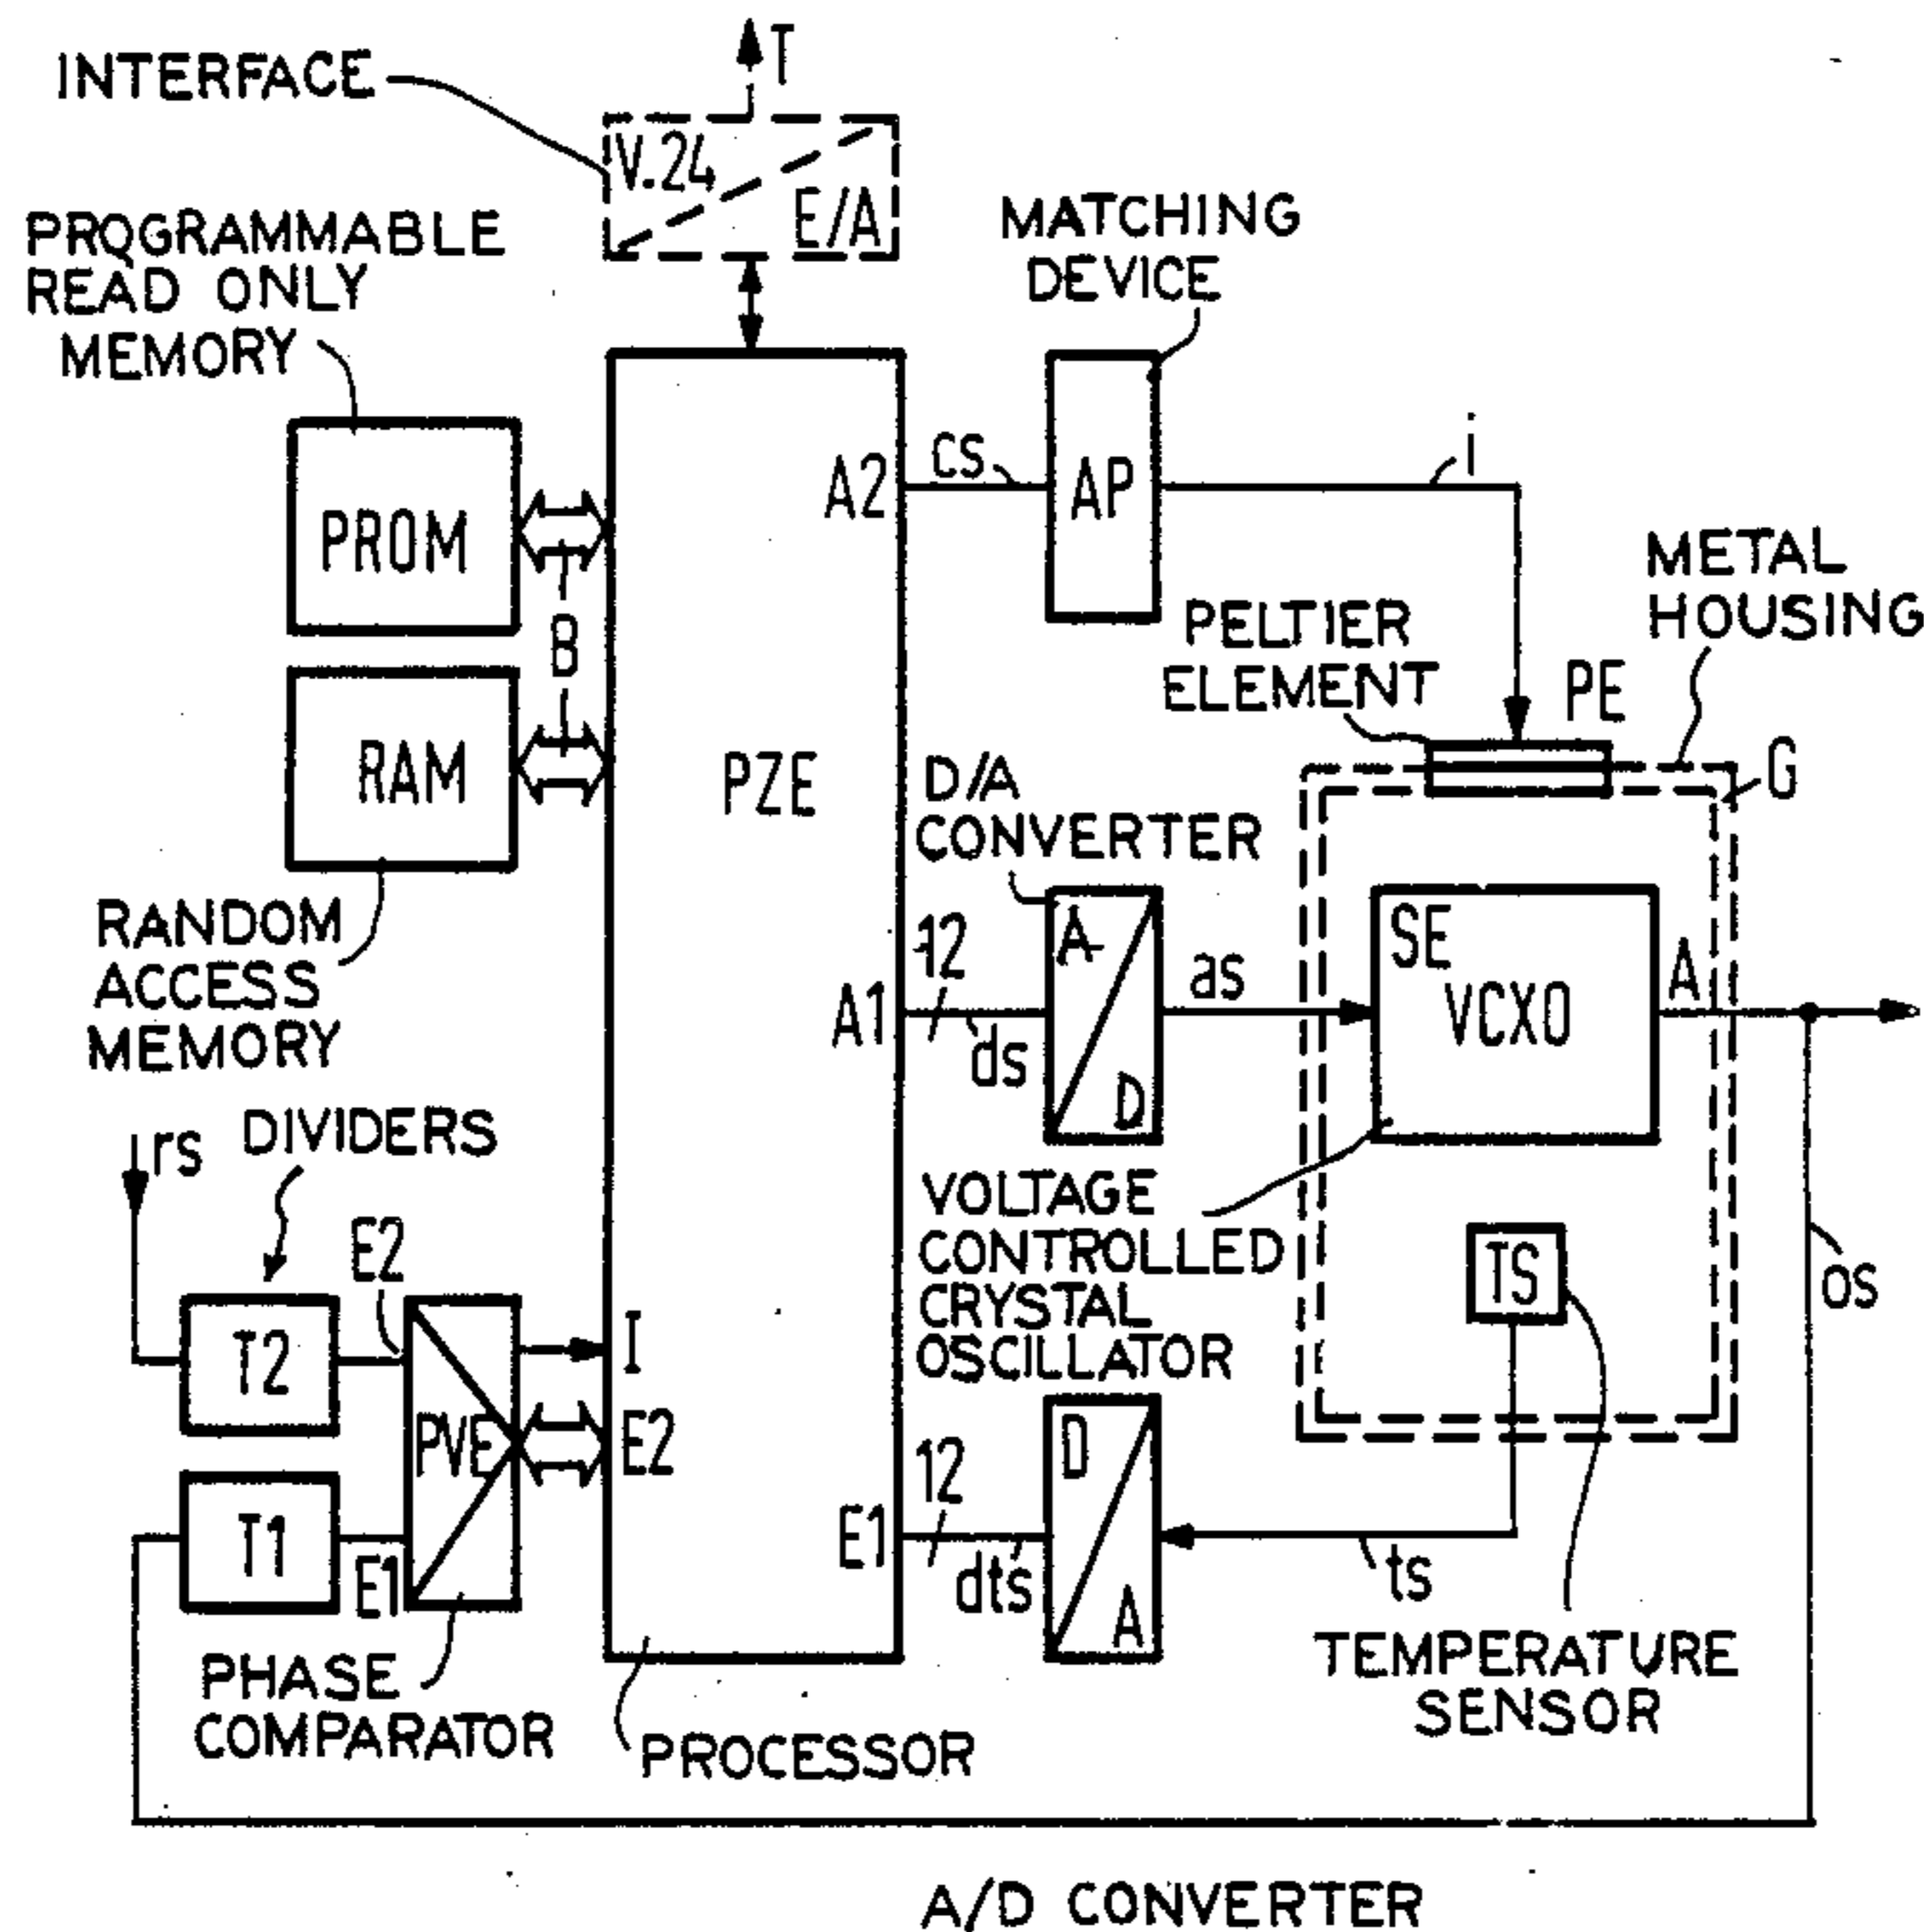 T
INTERFACE
V.24
E/A
MATCHING
DEVICE
PROGRAMMABLE
READ ONLY
MEMORY
A2
cs
AP
i
PROM
B
METAL
HOUSING
PELTIER
ELEMENT
PE
G
RAM
PZE
D/A
CONVERTER
RANDOM
ACCESS
MEMORY
A1
12
ds
A
D
as
SE
VCXO
A
rs
DIVIDERS
VOLTAGE
CONTROLLED
CRYSTAL
OSCILLATOR
TS
os
E2
T2
I
PVE
E2
T1
E1
E1
12
dts
D
A
ts
TEMPERATURE
SENSOR
PHASE
COMPARATOR
PROCESSOR
A/D CONVERTER